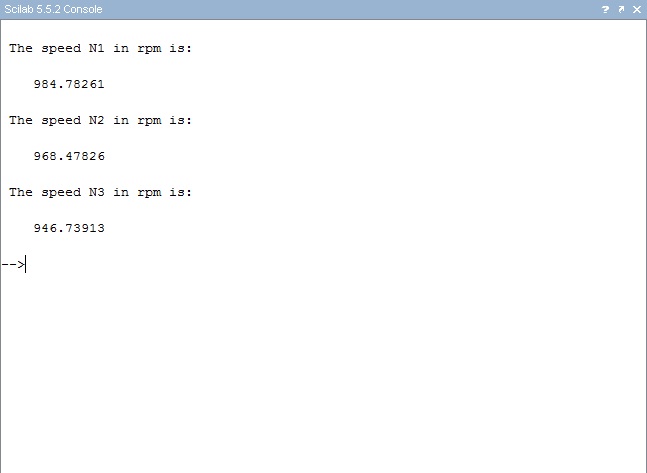 Scilab 5.5.2 Console
The speed N1 in rpm is:
984.78261
The speed N2 in rpm is:
968.47826
The speed N3 in rpm is:
946.73913
-->